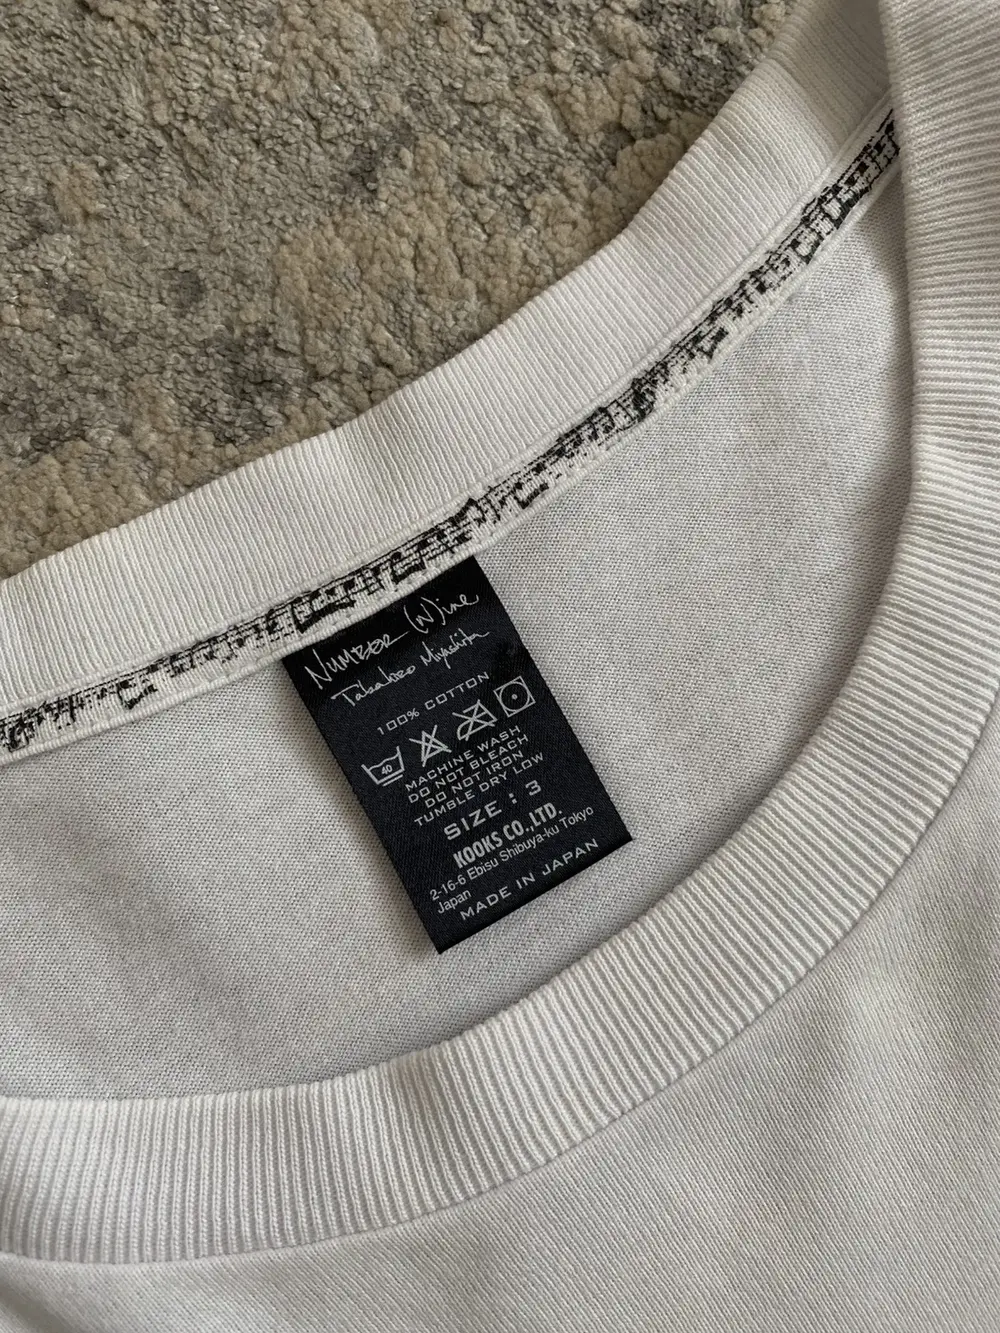 NUMBER (N)ine
Takahiro Miyashita
100% COTTON
40
MACHINE WASH
DO NOT BLEACH
DO NOT IRON
TUMBLE DRY LOW
SIZE : 3
KOOKS CO.,LTD.
2-16-6 Ebisu Shibuya-ku Tokyo
Japan
MADE IN JAPAN